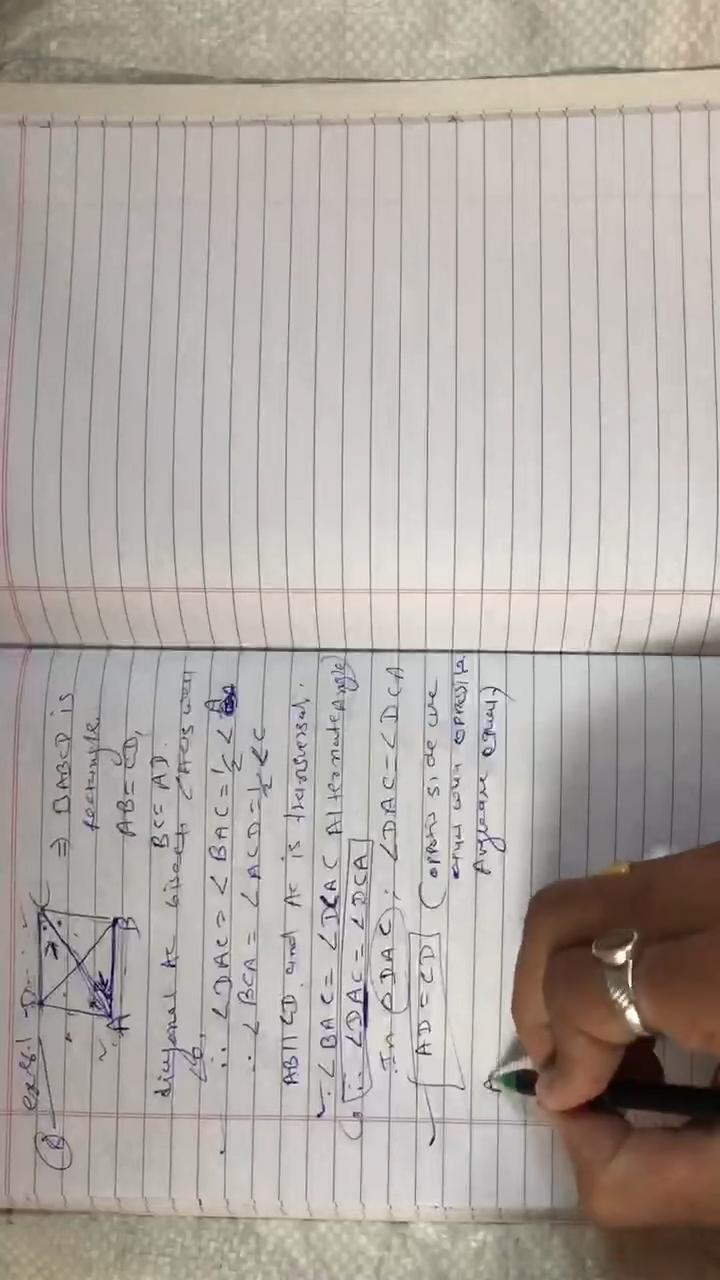 ex 8.1
D C
A B
⇒ □ABCD is
rectangle
AB = CD,
BC = AD.
diagonal AC bisects ∠A as well
∴ ∠DAC = ∠BAC = ½ ∠A
∴ ∠BCA = ∠ACD = ½ ∠C
AB || CD and AC is transversal.
∴ ∠BAC = ∠DCA Alternate Angle)
∴ ∠DAC = ∠DCA
In △DAC, ∠DAC = ∠DCA
AD = CD (opposite side are
equal when opposite
Angle are equal)
A